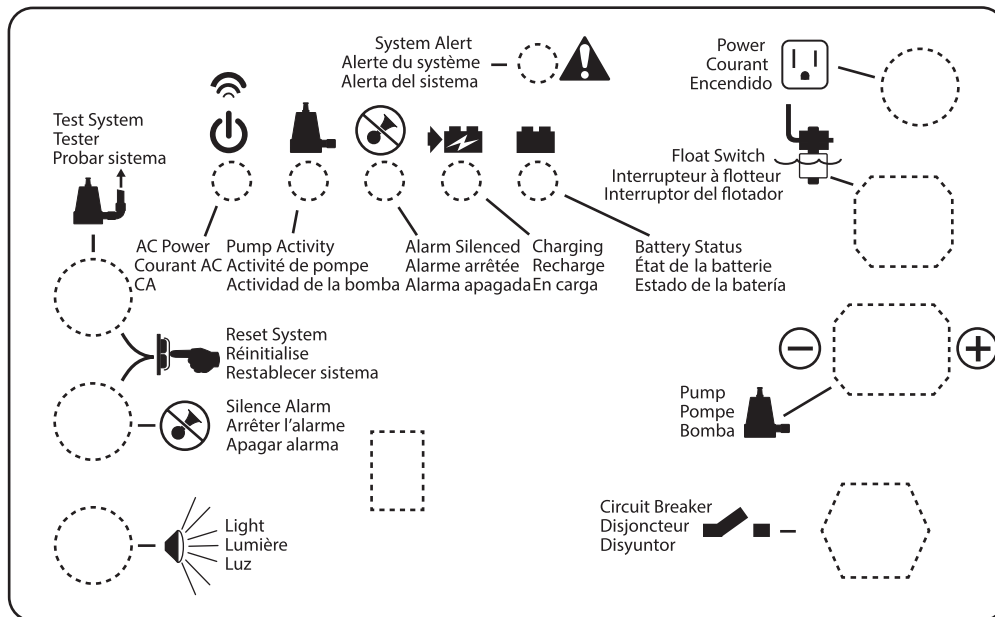 System Alert
Alerte du système
Alerta del sistema
Power
Courant
Encendido
Test System
Tester
Probar sistema
Float Switch
Interrupteur à flotteur
Interruptor del flotador
AC Power
Courant AC
CA
Pump Activity
Activité de pompe
Actividad de la bomba
Alarm Silenced
Alarme arrêtée
Alarma apagada
Charging
Recharge
En carga
Battery Status
État de la batterie
Estado de la batería
Reset System
Réinitialise
Restablecer sistema
Silence Alarm
Arrêter l'alarme
Apagar alarma
Pump
Pompe
Bomba
Light
Lumière
Luz
Circuit Breaker
Disjoncteur
Disyuntor